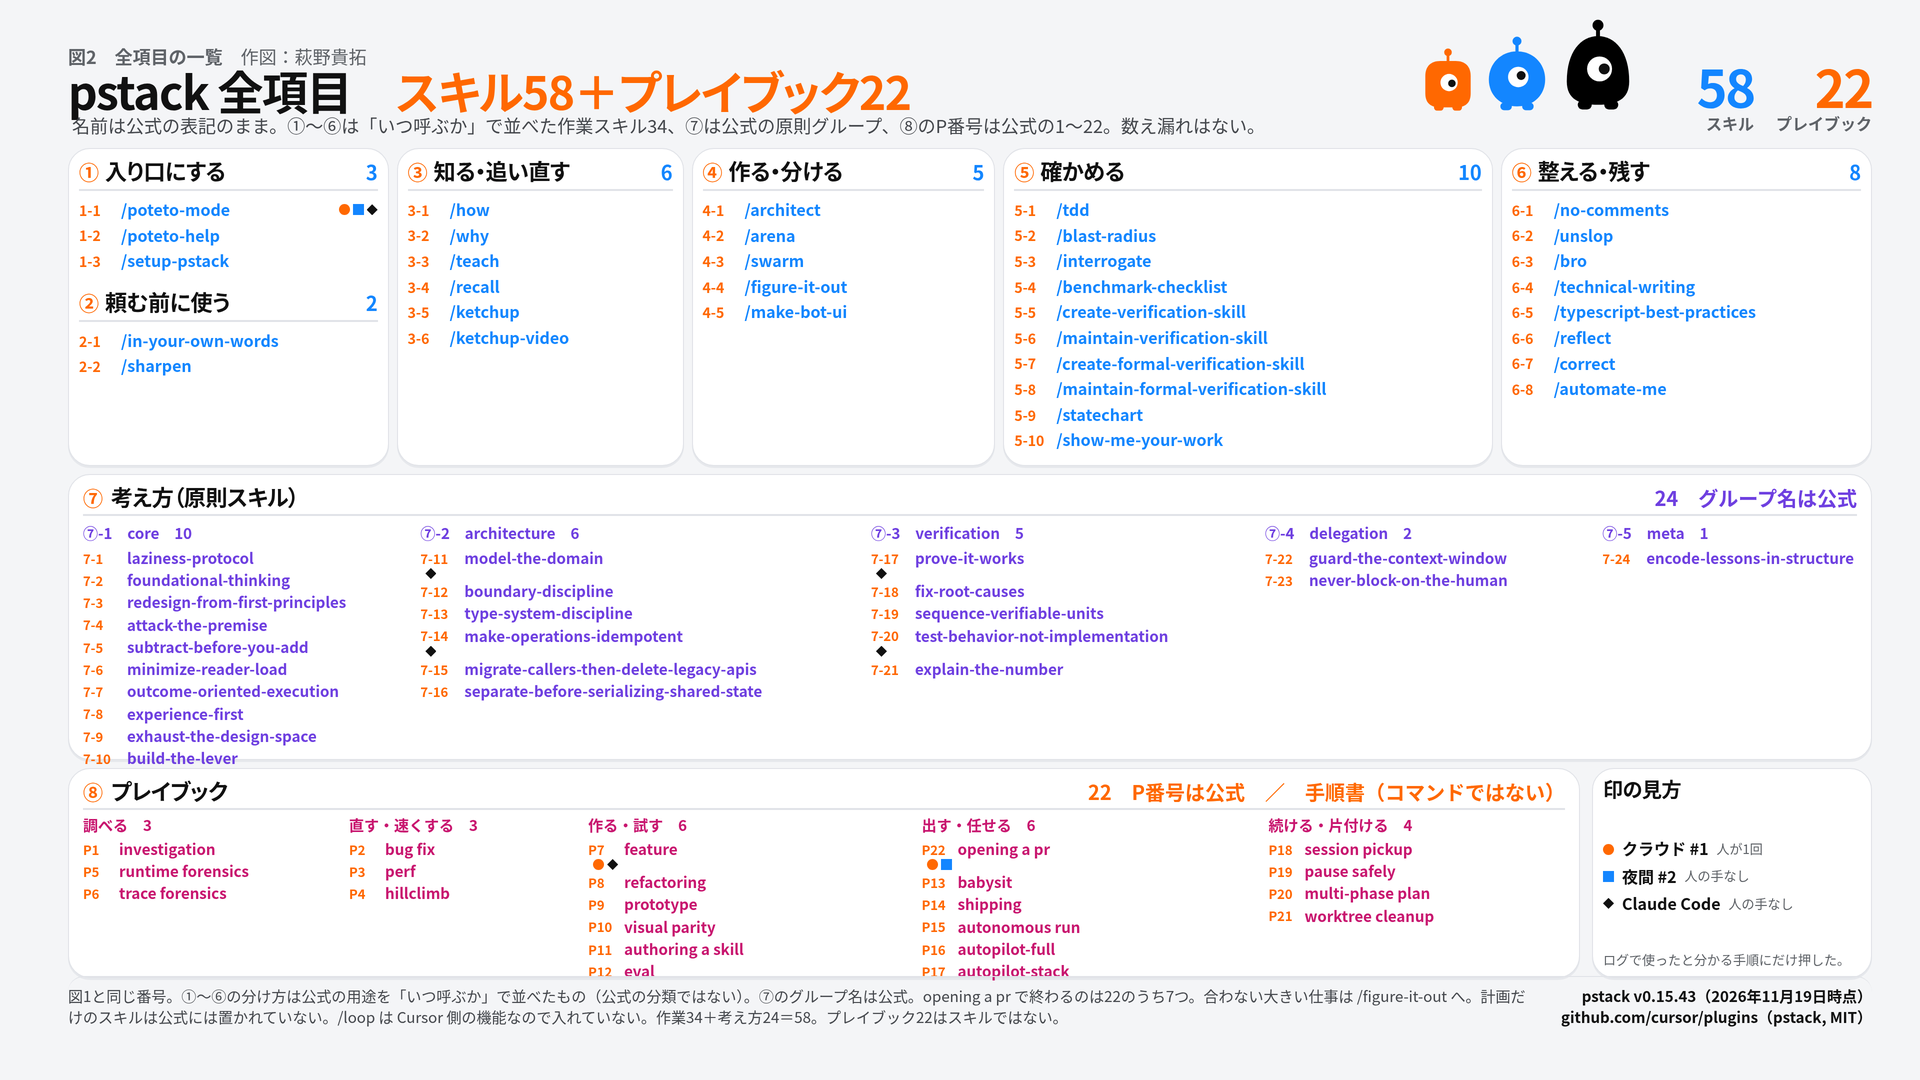 図2 全項目の一覧 作図：萩野貴拓
pstack 全項目 スキル58＋プレイブック22
名前は公式の表記のまま。①～⑥は「いつ呼ぶか」で並べた作業スキル34、⑦は公式の原則グループ、⑧のP番号は公式の1～22。数え漏れはない。
58
スキル
22
プレイブック
① 入り口にする 3
1-1 /poteto-mode
1-2 /poteto-help
1-3 /setup-pstack
② 頼む前に使う 2
2-1 /in-your-own-words
2-2 /sharpen
③ 知る・追い直す 6
3-1 /how
3-2 /why
3-3 /teach
3-4 /recall
3-5 /ketchup
3-6 /ketchup-video
④ 作る・分ける 5
4-1 /architect
4-2 /arena
4-3 /swarm
4-4 /figure-it-out
4-5 /make-bot-ui
⑤ 確かめる 10
5-1 /tdd
5-2 /blast-radius
5-3 /interrogate
5-4 /benchmark-checklist
5-5 /create-verification-skill
5-6 /maintain-verification-skill
5-7 /create-formal-verification-skill
5-8 /maintain-formal-verification-skill
5-9 /statechart
5-10 /show-me-your-work
⑥ 整える・残す 8
6-1 /no-comments
6-2 /unslop
6-3 /bro
6-4 /technical-writing
6-5 /typescript-best-practices
6-6 /reflect
6-7 /correct
6-8 /automate-me
⑦ 考え方（原則スキル） 24 グループ名は公式
⑦-1 core 10
7-1 laziness-protocol
7-2 foundational-thinking
7-3 redesign-from-first-principles
7-4 attack-the-premise
7-5 subtract-before-you-add
7-6 minimize-reader-load
7-7 outcome-oriented-execution
7-8 experience-first
7-9 exhaust-the-design-space
7-10 build-the-lever
⑦-2 architecture 6
7-11 model-the-domain
7-12 boundary-discipline
7-13 type-system-discipline
7-14 make-operations-idempotent
7-15 migrate-callers-then-delete-legacy-apis
7-16 separate-before-serializing-shared-state
⑦-3 verification 5
7-17 prove-it-works
7-18 fix-root-causes
7-19 sequence-verifiable-units
7-20 test-behavior-not-implementation
7-21 explain-the-number
⑦-4 delegation 2
7-22 guard-the-context-window
7-23 never-block-on-the-human
⑦-5 meta 1
7-24 encode-lessons-in-structure
⑧ プレイブック 22 P番号は公式 ／ 手順書（コマンドではない）
調べる 3
P1 investigation
P5 runtime forensics
P6 trace forensics
直す・速くする 3
P2 bug fix
P3 perf
P4 hillclimb
作る・試す 6
P7 feature
P8 refactoring
P9 prototype
P10 visual parity
P11 authoring a skill
P12 eval
出す・任せる 6
P22 opening a pr
P13 babysit
P14 shipping
P15 autonomous run
P16 autopilot-full
P17 autopilot-stack
続ける・片付ける 4
P18 session pickup
P19 pause safely
P20 multi-phase plan
P21 worktree cleanup
印の見方
クラウド #1 人が1回
夜間 #2 人の手なし
Claude Code 人の手なし
ログで使ったと分かる手順にだけ押した。
図1と同じ番号。①～⑥の分け方は公式の用途を「いつ呼ぶか」で並べたもの（公式の分類ではない）。⑦のグループ名は公式。opening a pr で終わるのは22のうち7つ。合わない大きい仕事は /figure-it-out へ。計画だ
けのスキルは公式には置かれていない。/loop は Cursor 側の機能なので入れていない。作業34＋考え方24＝58。プレイブック22はスキルではない。
pstack v0.15.43（2026年11月19日時点）
github.com/cursor/plugins（pstack, MIT）